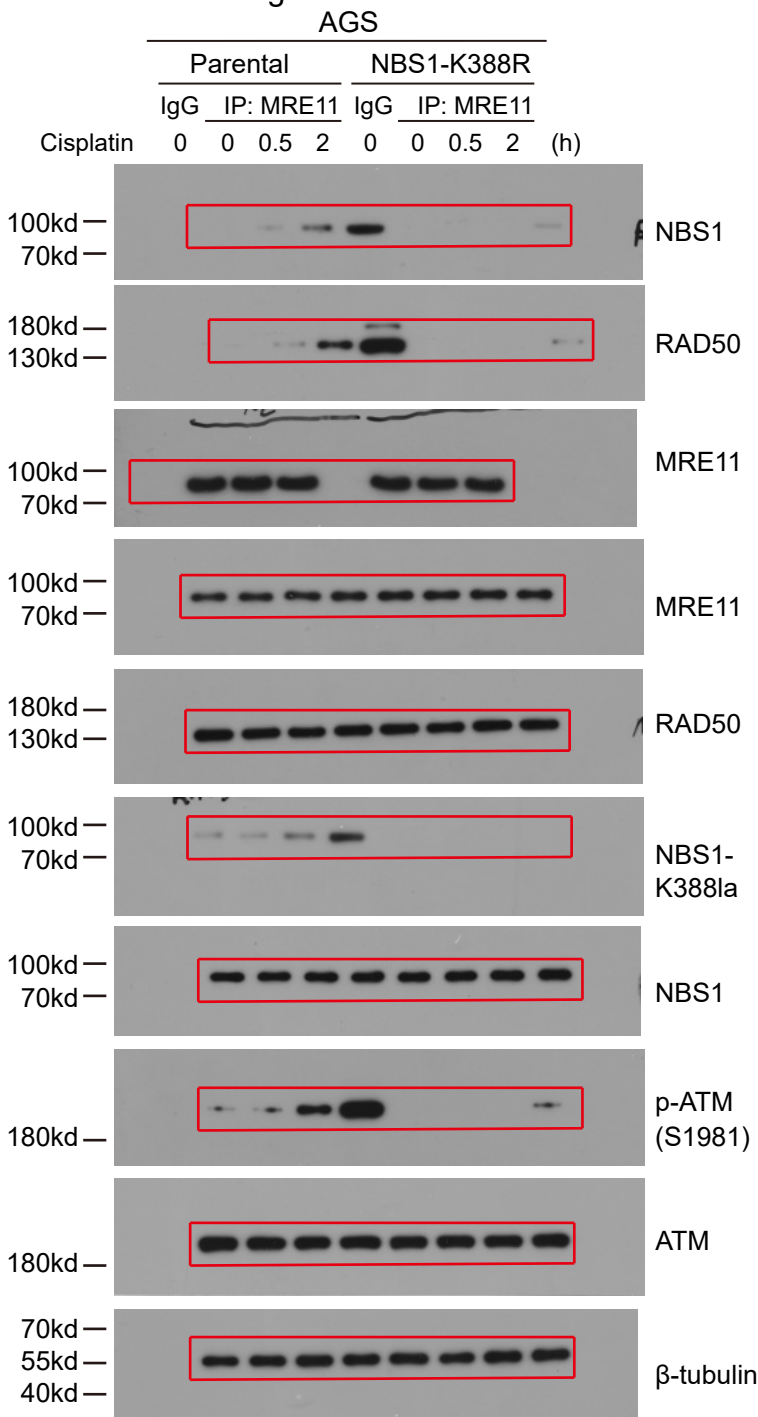 AGS
Parental NBS1-K388R
IgG IP: MRE11 IgG IP: MRE11
Cisplatin 0 0 0.5 2 0 0 0.5 2 (h)
100kd
70kd
NBS1
180kd
130kd
RAD50
100kd
70kd
MRE11
100kd
70kd
MRE11
180kd
130kd
RAD50
100kd
70kd
NBS1-
K388la
100kd
70kd
NBS1
180kd
p-ATM
(S1981)
180kd
ATM
70kd
55kd
40kd
β-tubulin